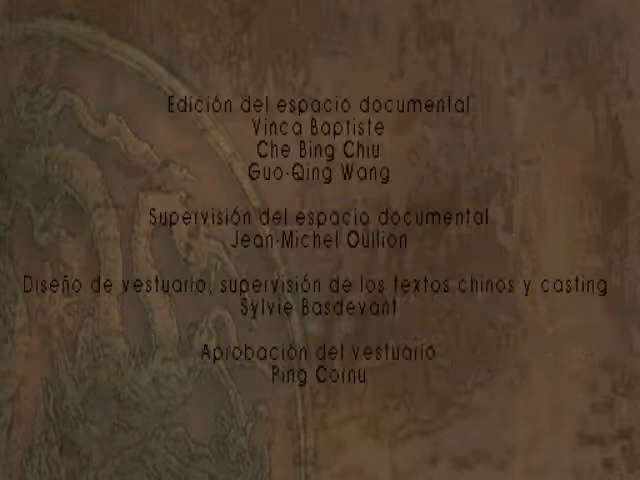 Edición del espacio documental
Vinca Baptiste
Che Bing Chiu
Guo-Qing Wang
Supervisión del espacio documental
Jean-Michel Oullion
Diseño de vestuario, supervisión de los textos chinos y casting
Sylvie Basdevant
Aprobación del vestuario
Ping Cornu